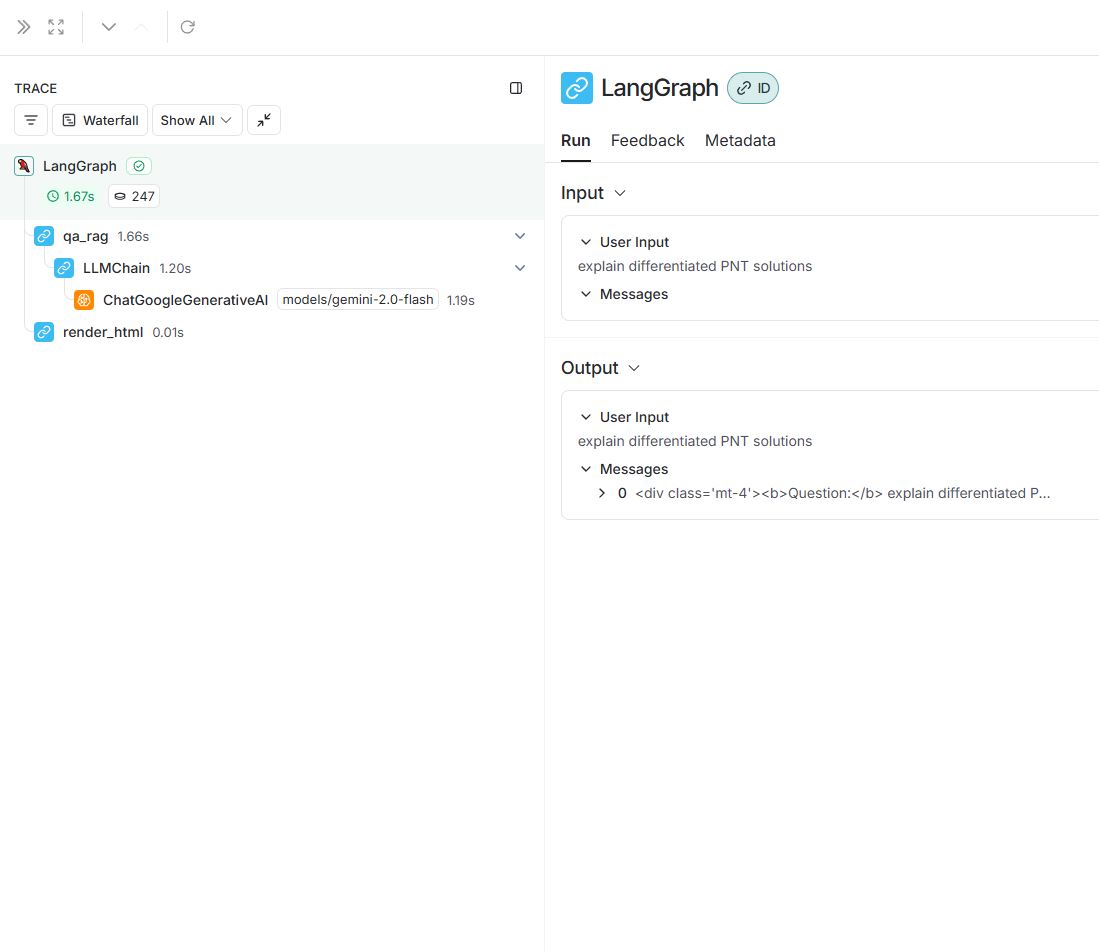 TRACE
Waterfall
Show All
LangGraph
1.67s
247
qa_rag 1.66s
LLMChain 1.20s
ChatGoogleGenerativeAI models/gemini-2.0-flash 1.19s
render_html 0.01s
LangGraph ID
Run Feedback Metadata
Input
User Input
explain differentiated PNT solutions
Messages
Output
User Input
explain differentiated PNT solutions
Messages
0 <div class='mt-4'><b>Question:</b> explain differentiated P...